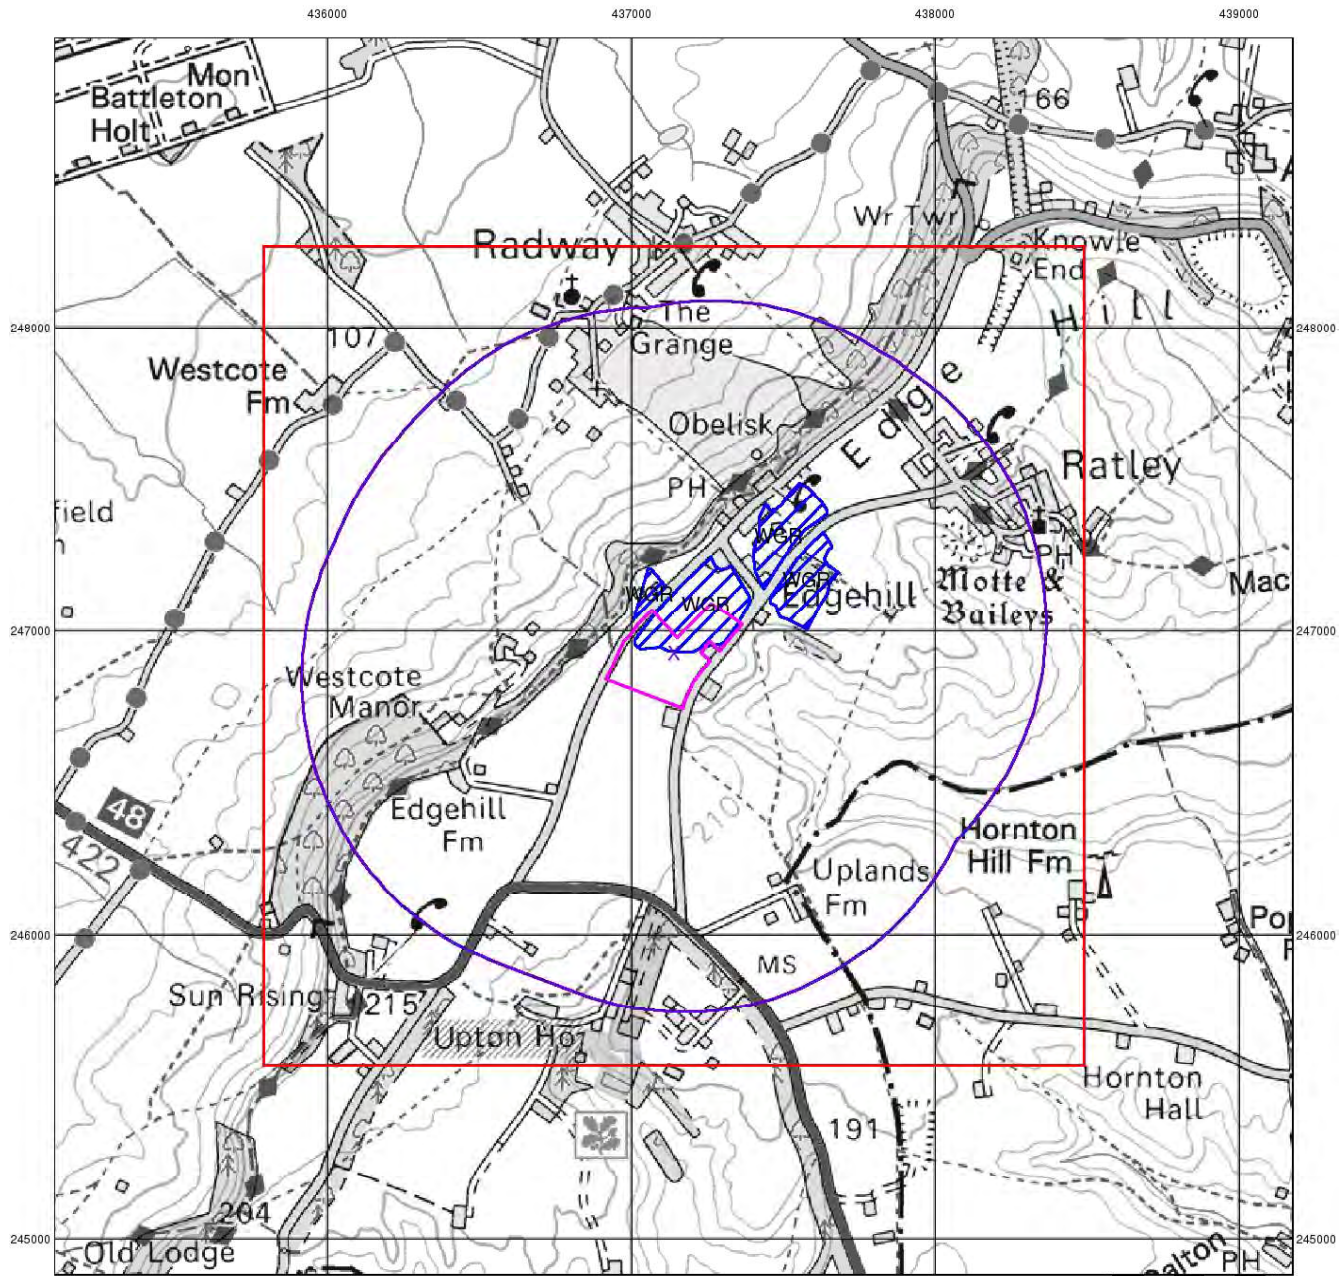 436000 437000 438000 439000
Mon
Battleton
Holt
166
Wr Twr
Radway
Knowle
End
248000
The
Grange
Hill
248000
107
Westcote
Fm
Obelisk
Edge
PH
Ratley
field
WGR
PH
Motte &
Baileys
Mac
WGR
WGR
WGR
Edgehill
247000
247000
Westcote
Manor
210
48
422
Edgehill
Fm
Hornton
Hill Fm
Uplands
Fm
246000
246000
MS
Sun Rising
215
Upton Ho
Hornton
Hall
191
204
245000
245000
Old Lodge
PH